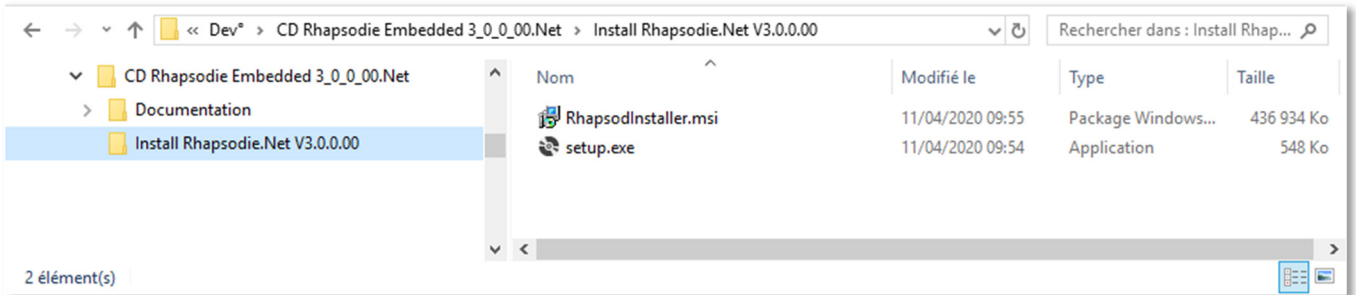 « Dev° > CD Rhapsodie Embedded 3_0_0_00.Net > Install Rhapsodie.Net V3.0.0.00
Rechercher dans : Install Rhap...
CD Rhapsodie Embedded 3_0_0_00.Net
Documentation
Install Rhapsodie.Net V3.0.0.00
Nom Modifié le Type Taille
RhapsodInstaller.msi 11/04/2020 09:55 Package Windows... 436 934 Ko
setup.exe 11/04/2020 09:54 Application 548 Ko
2 élément(s)